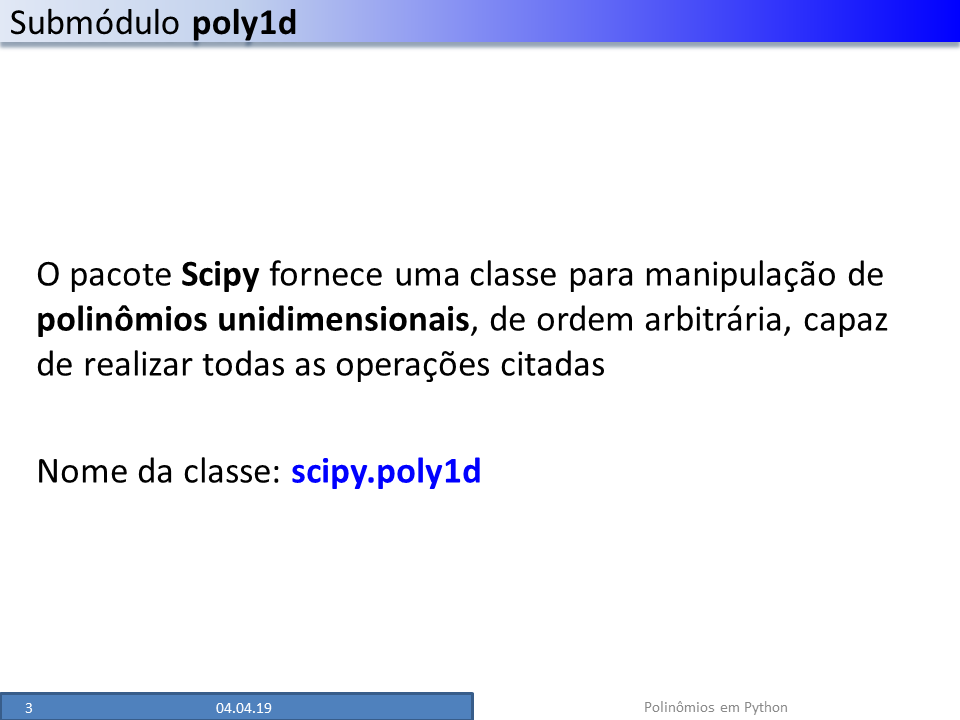 Submódulo poly1d
O pacote Scipy fornece uma classe para manipulação de
polinômios unidimensionais, de ordem arbitrária, capaz
de realizar todas as operações citadas
Nome da classe: scipy.poly1d
3
04.04.19
Polinômios em Python